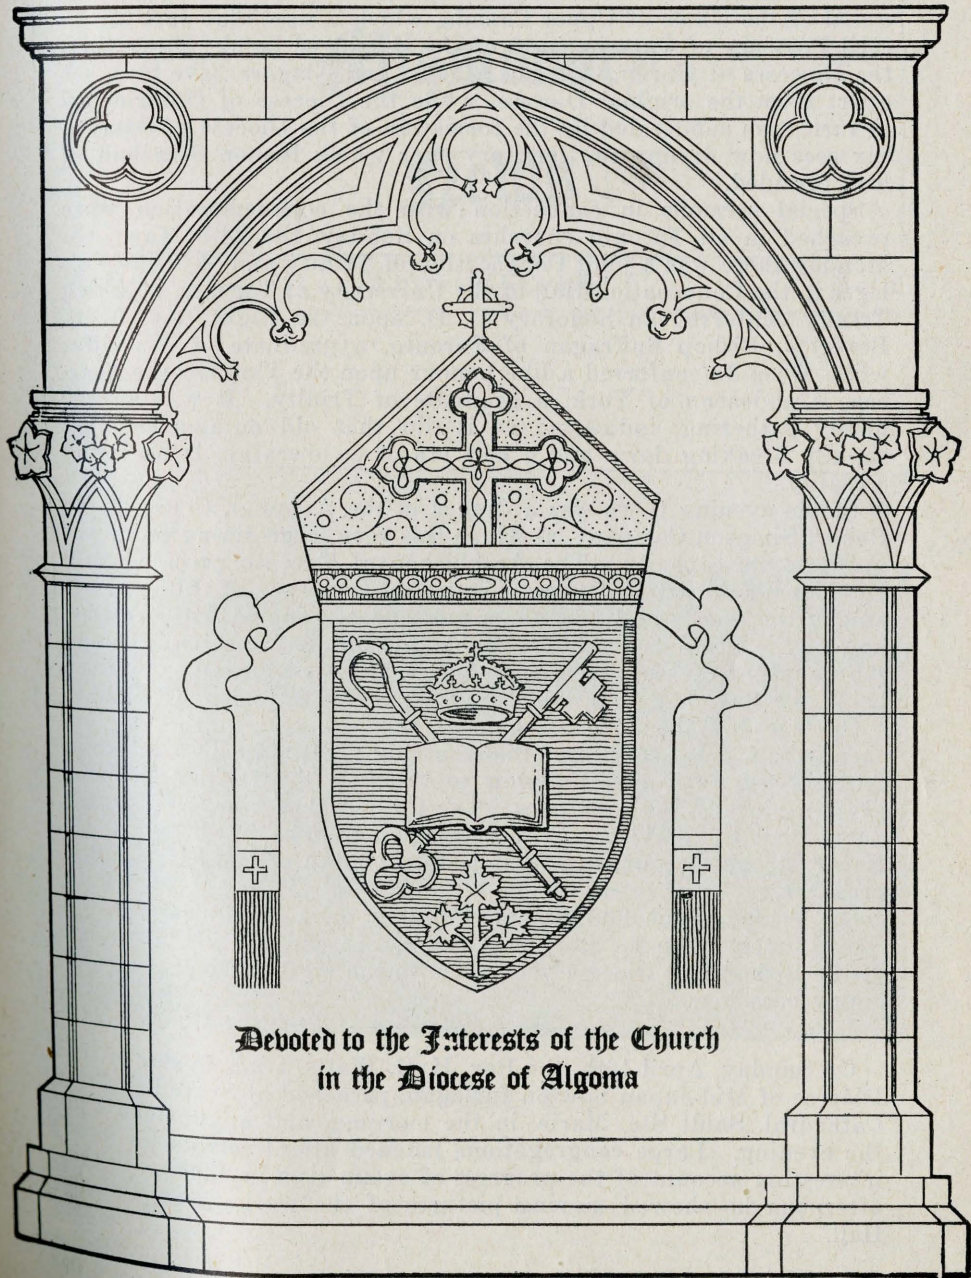 Devoted to the Interests of the Church
in the Diocese of Algoma